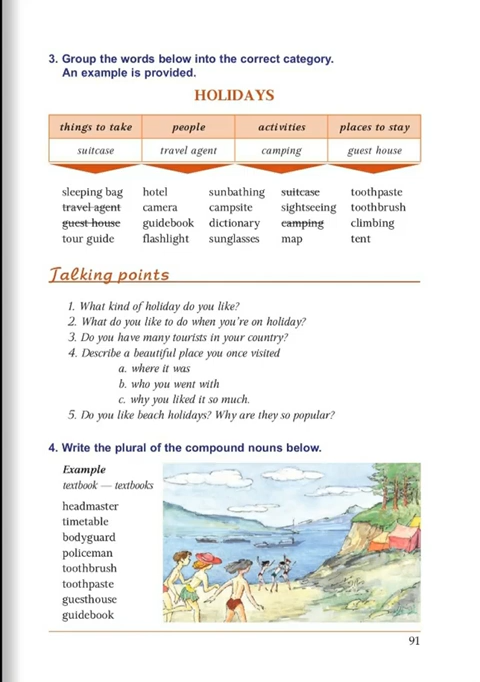 3. Group the words below into the correct category.
An example is provided.
HOLIDAYS
things to take people activities places to stay
suitcase travel agent camping guest house
sleeping bag hotel sunbathing suitcase toothpaste
travel agent camera campsite sightseeing toothbrush
guest house guidebook dictionary camping climbing
tour guide flashlight sunglasses map tent
Talking points
1. What kind of holiday do you like?
2. What do you like to do when you're on holiday?
3. Do you have many tourists in your country?
4. Describe a beautiful place you once visited
a. where it was
b. who you went with
c. why you liked it so much.
5. Do you like beach holidays? Why are they so popular?
4. Write the plural of the compound nouns below.
Example
textbook — textbooks
headmaster
timetable
bodyguard
policeman
toothbrush
toothpaste
guesthouse
guidebook
91